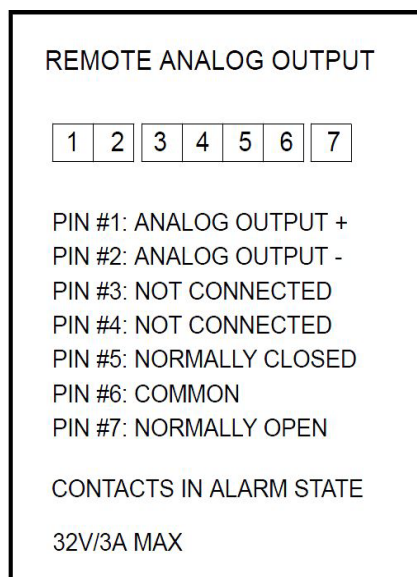 REMOTE ANALOG OUTPUT
1 2 3 4 5 6 7
PIN #1: ANALOG OUTPUT +
PIN #2: ANALOG OUTPUT -
PIN #3: NOT CONNECTED
PIN #4: NOT CONNECTED
PIN #5: NORMALLY CLOSED
PIN #6: COMMON
PIN #7: NORMALLY OPEN
CONTACTS IN ALARM STATE
32V/3A MAX